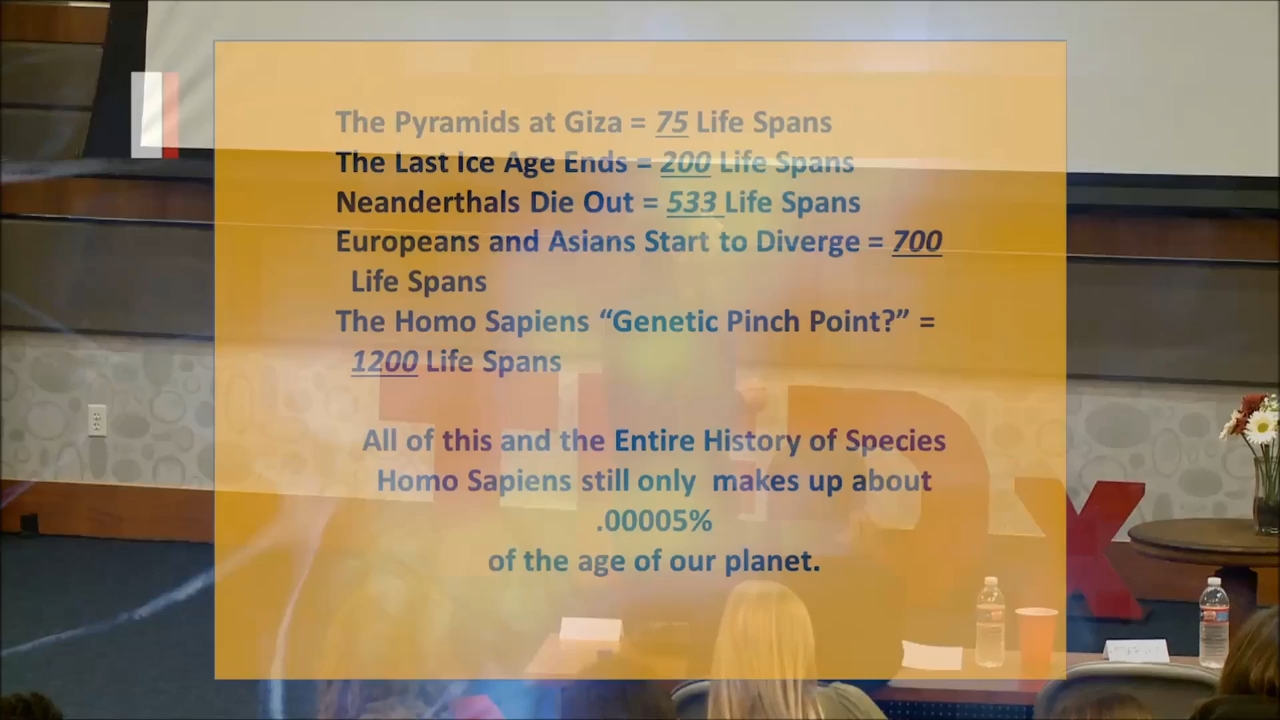 The Pyramids at Giza = 75 Life Spans
The Last Ice Age Ends = 200 Life Spans
Neanderthals Die Out = 533 Life Spans
Europeans and Asians Start to Diverge = 700
Life Spans
The Homo Sapiens “Genetic Pinch Point?” =
1200 Life Spans
All of this and the Entire History of Species
Homo Sapiens still only  makes up about
.00005%
of the age of our planet.
TEDx